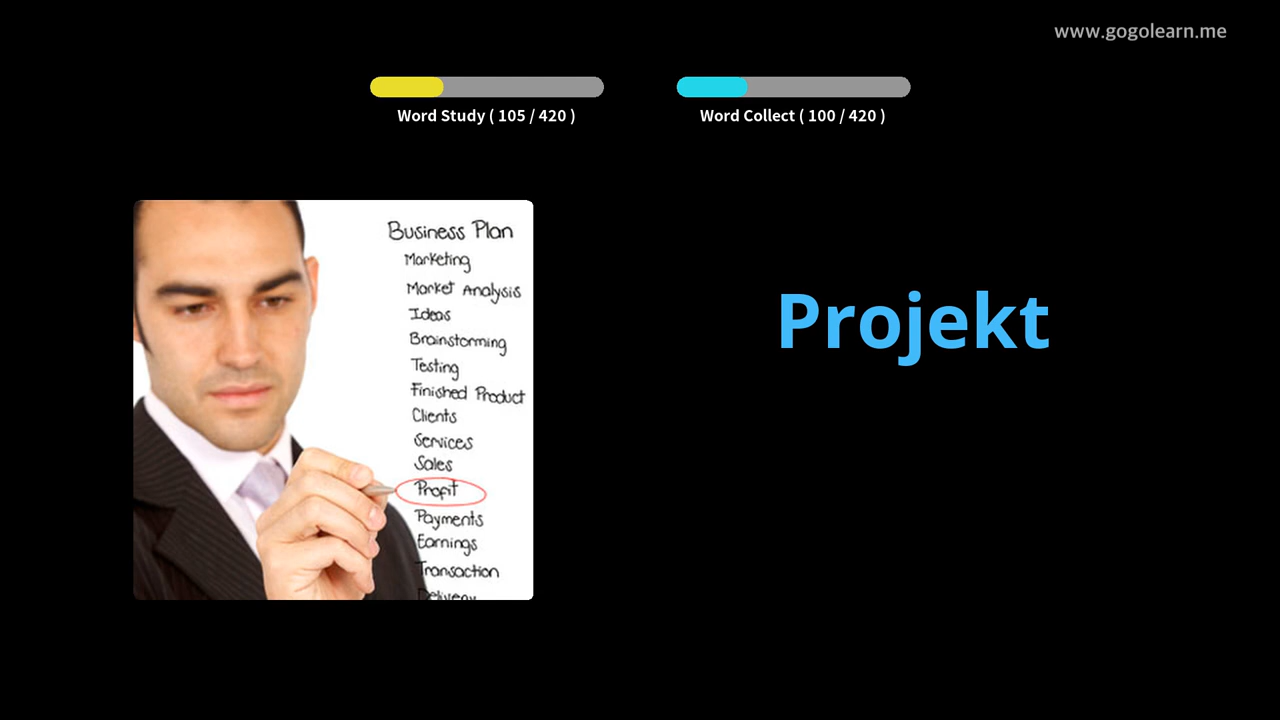 www.gogolearn.me
Word Study ( 105 / 420 )
Word Collect ( 100 / 420 )
Business Plan
Marketing
Market Analysis
Ideas
Brainstorming
Testing
Finished Product
Clients
Services
Sales
Profit
Payments
Earnings
Transaction
Delivery
Projekt